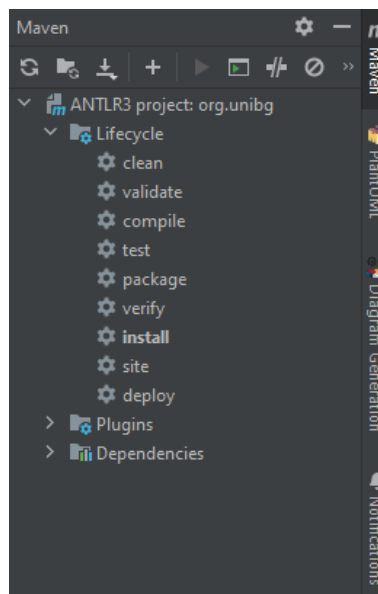 Maven
ANTLR3 project: org.unibg
Lifecycle
clean
validate
compile
test
package
verify
install
site
deploy
Plugins
Dependencies
Maven
PlantUML
Diagram Generation
Notifications